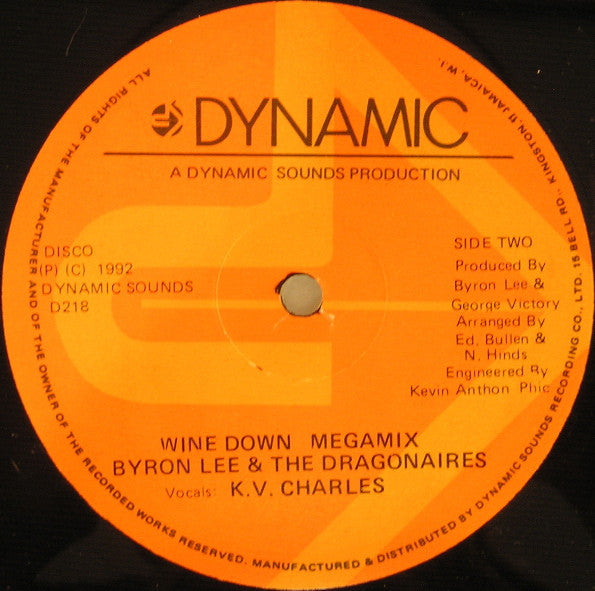 DYNAMIC
A DYNAMIC SOUNDS PRODUCTION
DISCO
(P) (C) 1992
DYNAMIC SOUNDS
D218
SIDE TWO
Produced By
Byron Lee &
George Victory
Arranged By
Ed. Bullen &
N. Hinds
Engineered By
Kevin Anthon Phic
WINE DOWN MEGAMIX
BYRON LEE & THE DRAGONAIRES
Vocals: K.V. CHARLES
ALL RIGHTS OF THE MANUFACTURER AND OF THE OWNER OF THE RECORDED WORKS RESERVED. MANUFACTURED & DISTRIBUTED BY DYNAMIC SOUNDS RECORDING CO., LTD. 15 BELL RD., KINGSTON, 11 JAMAICA, W.I.